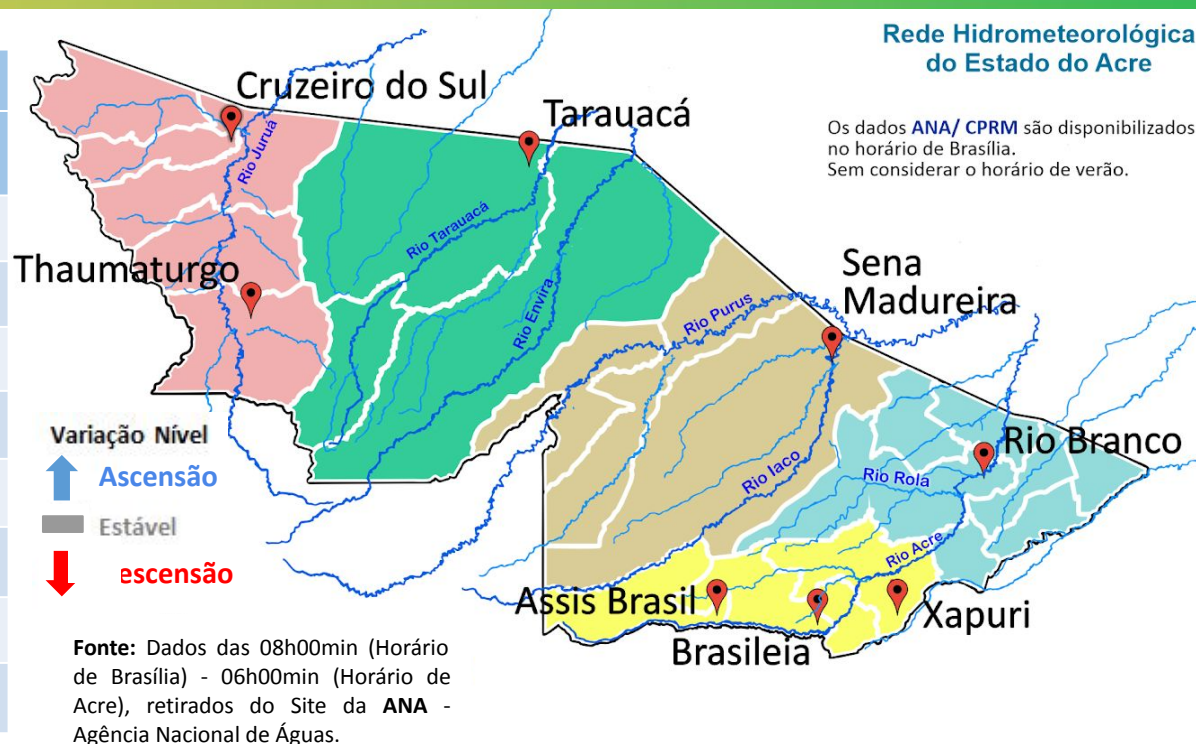 Rede Hidrometeorológica
do Estado do Acre
Os dados ANA/ CPRM são disponibilizados
no horário de Brasília.
Sem considerar o horário de verão.
Cruzeiro do Sul
Tarauacá
Rio Juruá
Rio Tarauacá
Thaumaturgo
Rio Envira
Sena
Madureira
Rio Purus
Variação Nível
Ascensão
Estável
escensão
Rio Branco
Rio Iaco
Rio Rola
Rio Acre
Assis Brasil
Xapuri
Brasileia
Fonte: Dados das 08h00min (Horário
de Brasília) - 06h00min (Horário de
Acre), retirados do Site da ANA -
Agência Nacional de Águas.